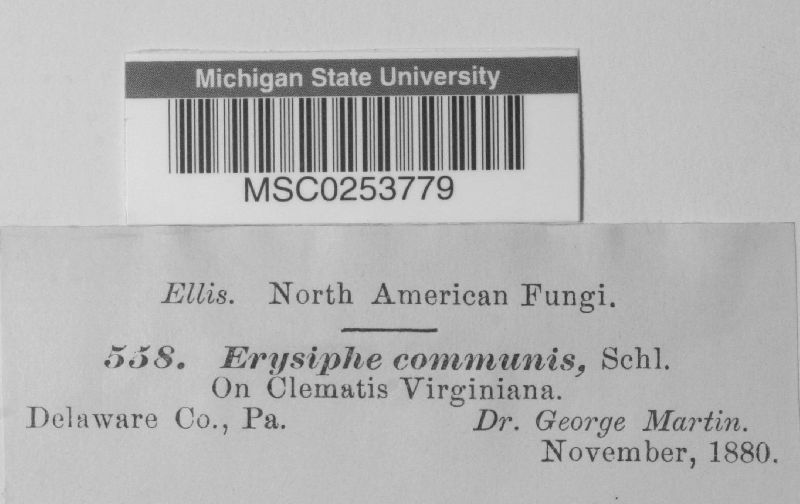 Michigan State University
MSC0253779
Ellis. North American Fungi.
558. Erysiphe communis, Schl.
On Clematis Virginiana.
Delaware Co., Pa. Dr. George Martin.
November, 1880.